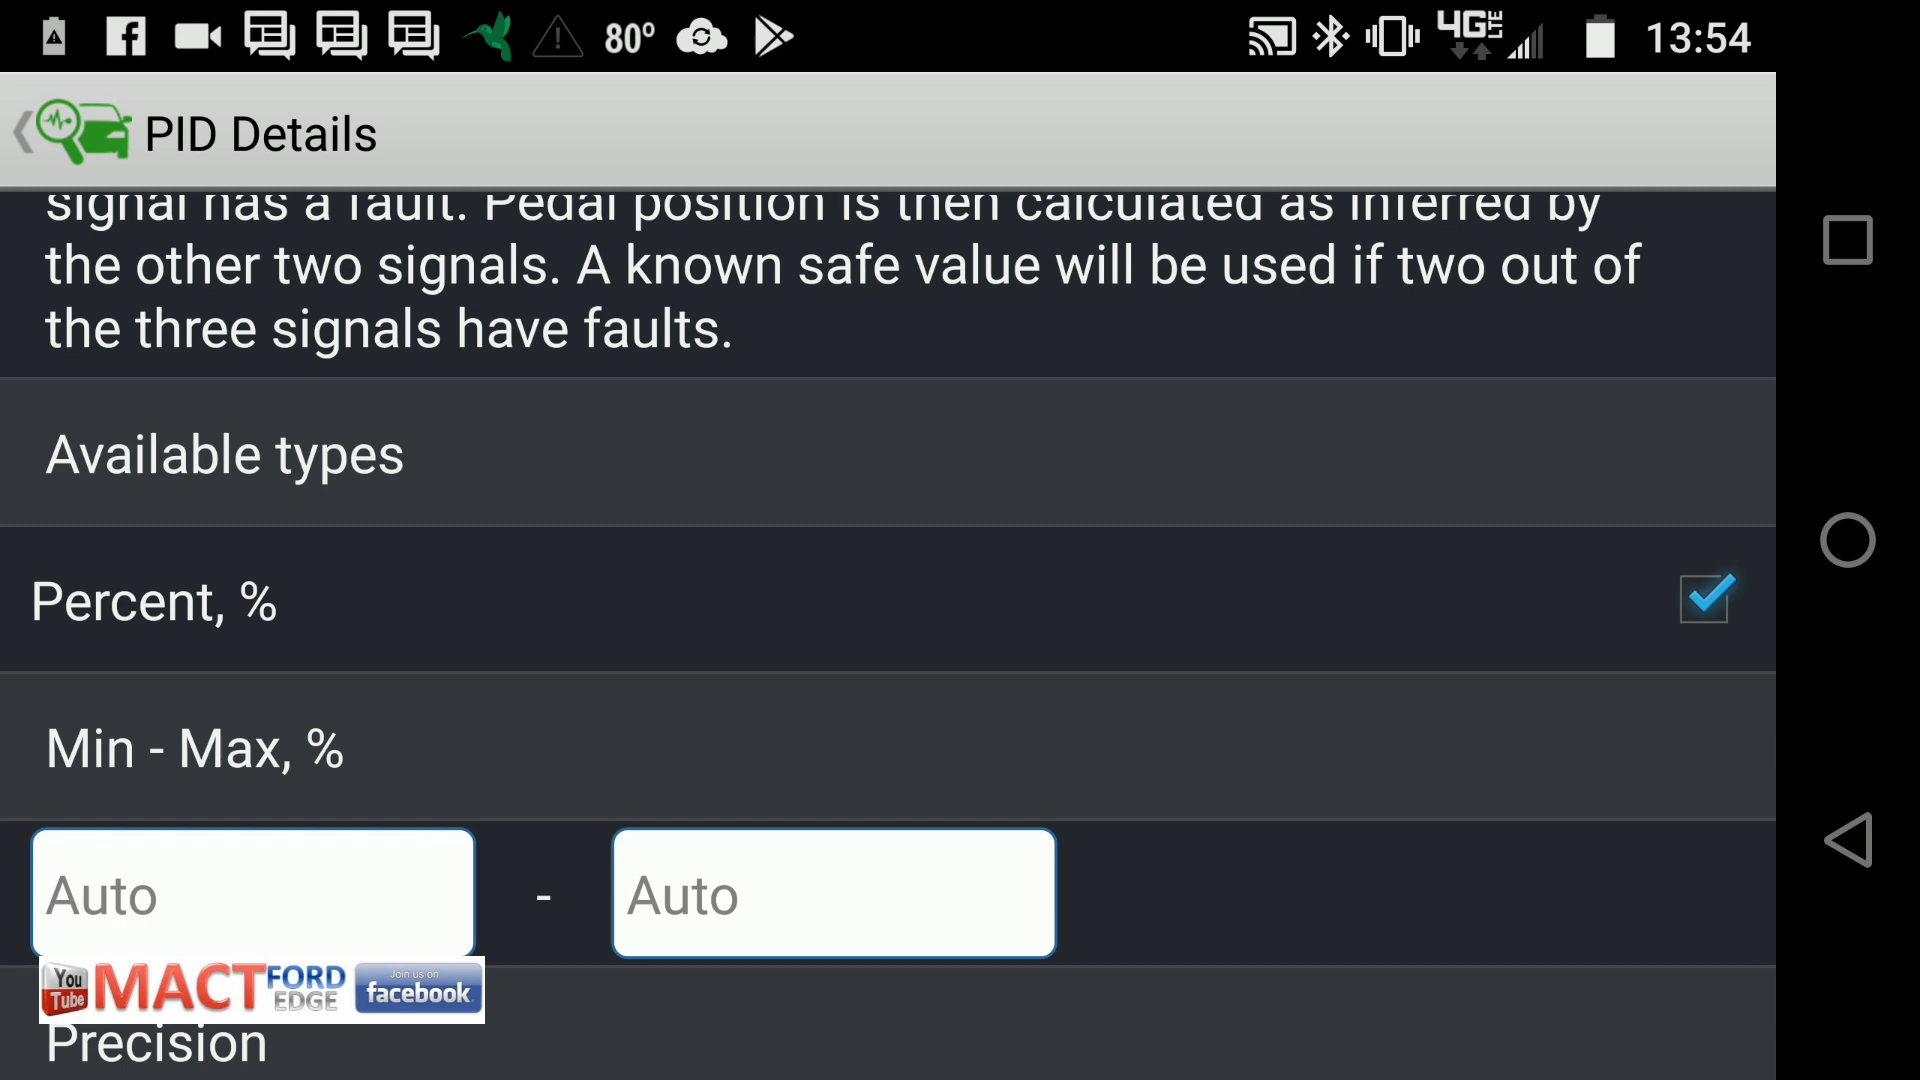 80°
4G LTE
13:54
PID Details
signal has a fault. Pedal position is then calculated as inferred by
the other two signals. A known safe value will be used if two out of
the three signals have faults.
Available types
Percent, %
Min - Max, %
Auto - Auto
You Tube MACT FORD EDGE Join us on facebook
Precision